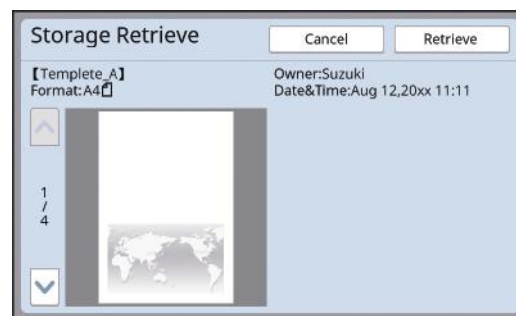 Storage Retrieve
Cancel
Retrieve
【Templete_A】
Format:A4
Owner:Suzuki
Date&Time:Aug 12,20xx 11:11
1
/
4